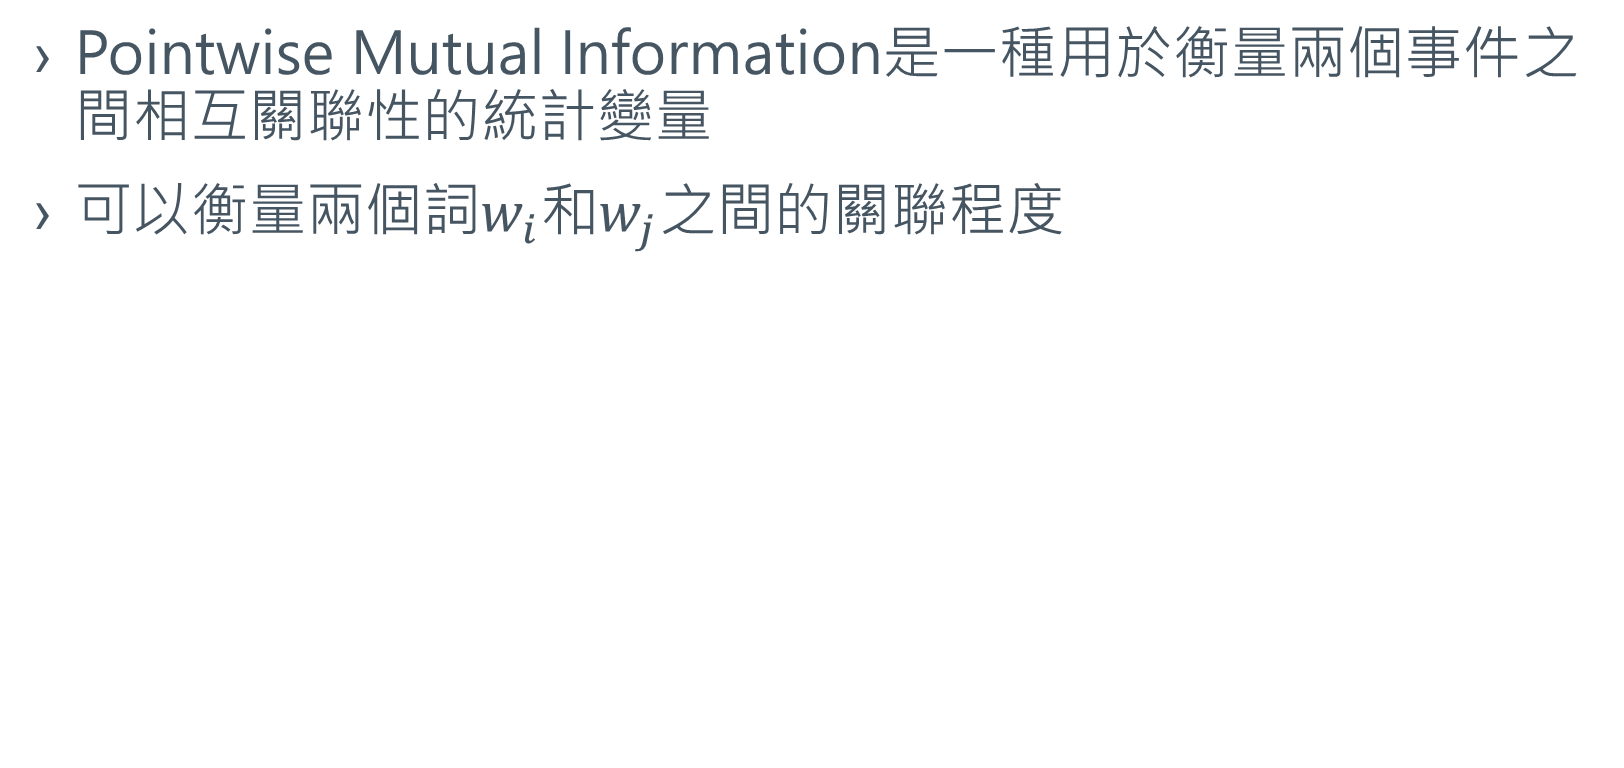 › Pointwise Mutual Information是一種用於衡量兩個事件之
間相互關聯性的統計變量
› 可以衡量兩個詞wᵢ和wⱼ之間的關聯程度